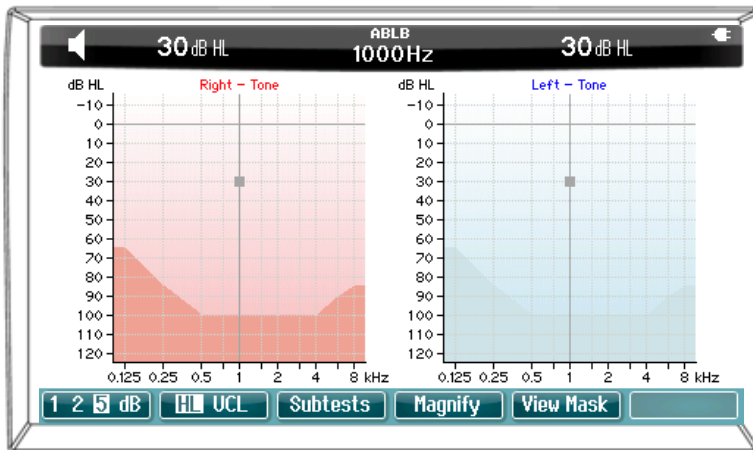 ABLB
30 dB HL 1000Hz 30 dB HL
dB HL Right - Tone dB HL Left - Tone
-10 -10
0 0
10 10
20 20
30 30
40 40
50 50
60 60
70 70
80 80
90 90
100 100
110 110
120 120
0.125 0.25 0.5 1 2 4 8 kHz 0.125 0.25 0.5 1 2 4 8 kHz
1 2 5 dB HL UCL Subtests Magnify View Mask